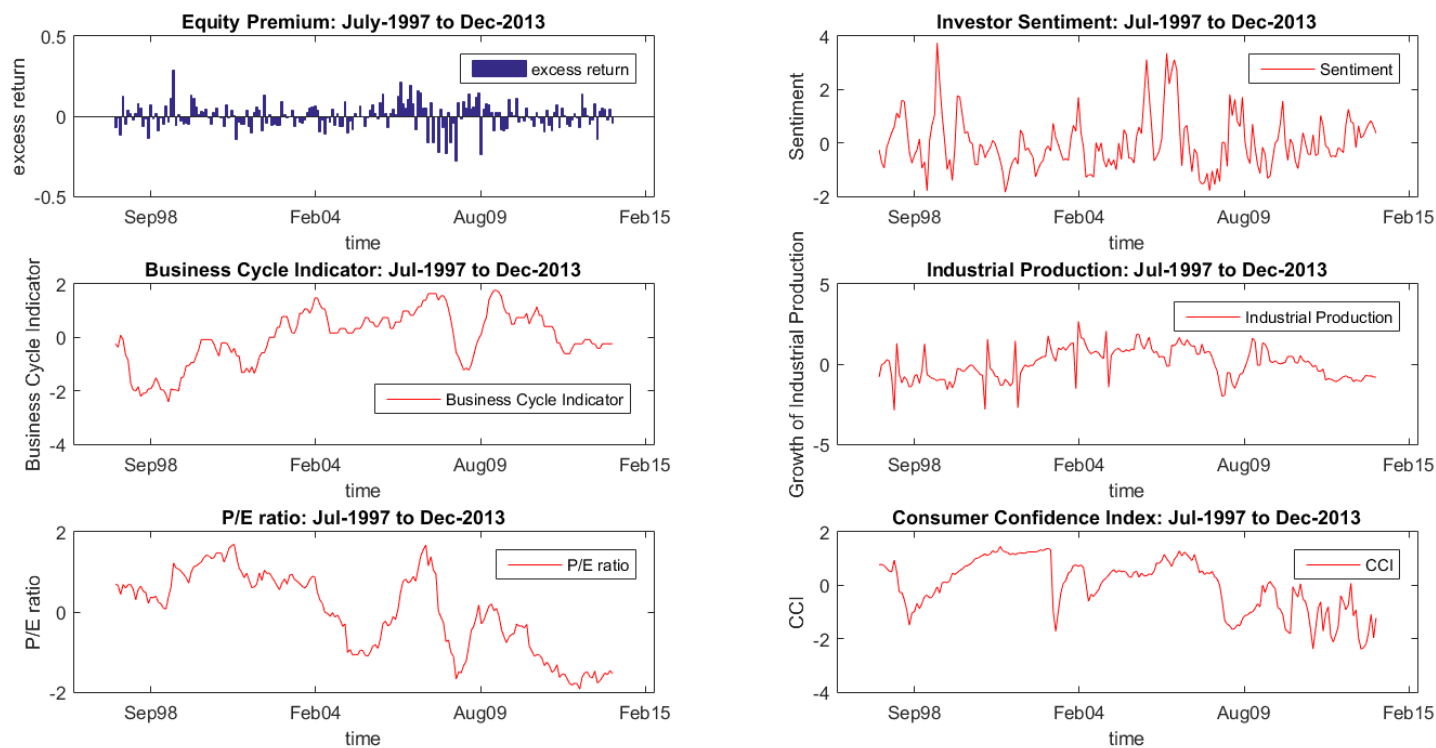 Equity Premium: July-1997 to Dec-2013
excess return
0.5
0
-0.5
excess return
Sep98 Feb04 Aug09 Feb15
time
Investor Sentiment: Jul-1997 to Dec-2013
Sentiment
4
2
0
-2
Sentiment
Sep98 Feb04 Aug09 Feb15
time
Business Cycle Indicator: Jul-1997 to Dec-2013
Business Cycle Indicator
2
0
-2
-4
Business Cycle Indicator
Sep98 Feb04 Aug09 Feb15
time
Industrial Production: Jul-1997 to Dec-2013
Growth of Industrial Production
5
0
-5
Industrial Production
Sep98 Feb04 Aug09 Feb15
time
P/E ratio: Jul-1997 to Dec-2013
P/E ratio
2
0
-2
P/E ratio
Sep98 Feb04 Aug09 Feb15
time
Consumer Confidence Index: Jul-1997 to Dec-2013
CCI
2
0
-2
-4
CCI
Sep98 Feb04 Aug09 Feb15
time